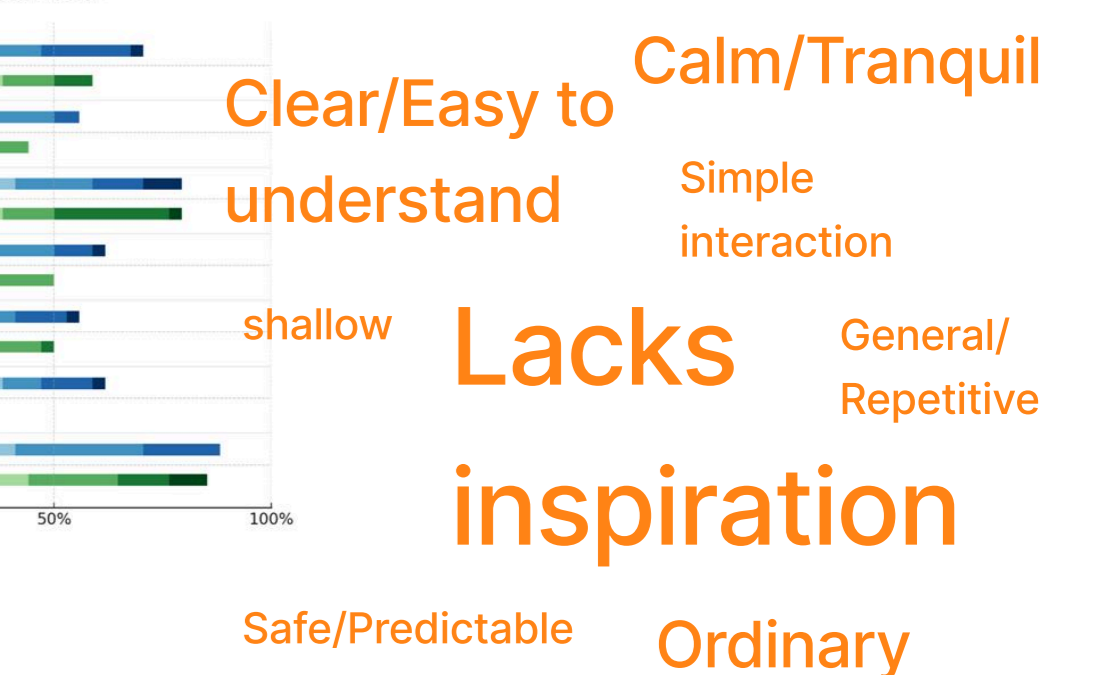 Calm/Tranquil
Clear/Easy to
understand
Simple
interaction
shallow
Lacks
inspiration
General/
Repetitive
50%
100%
Safe/Predictable
Ordinary